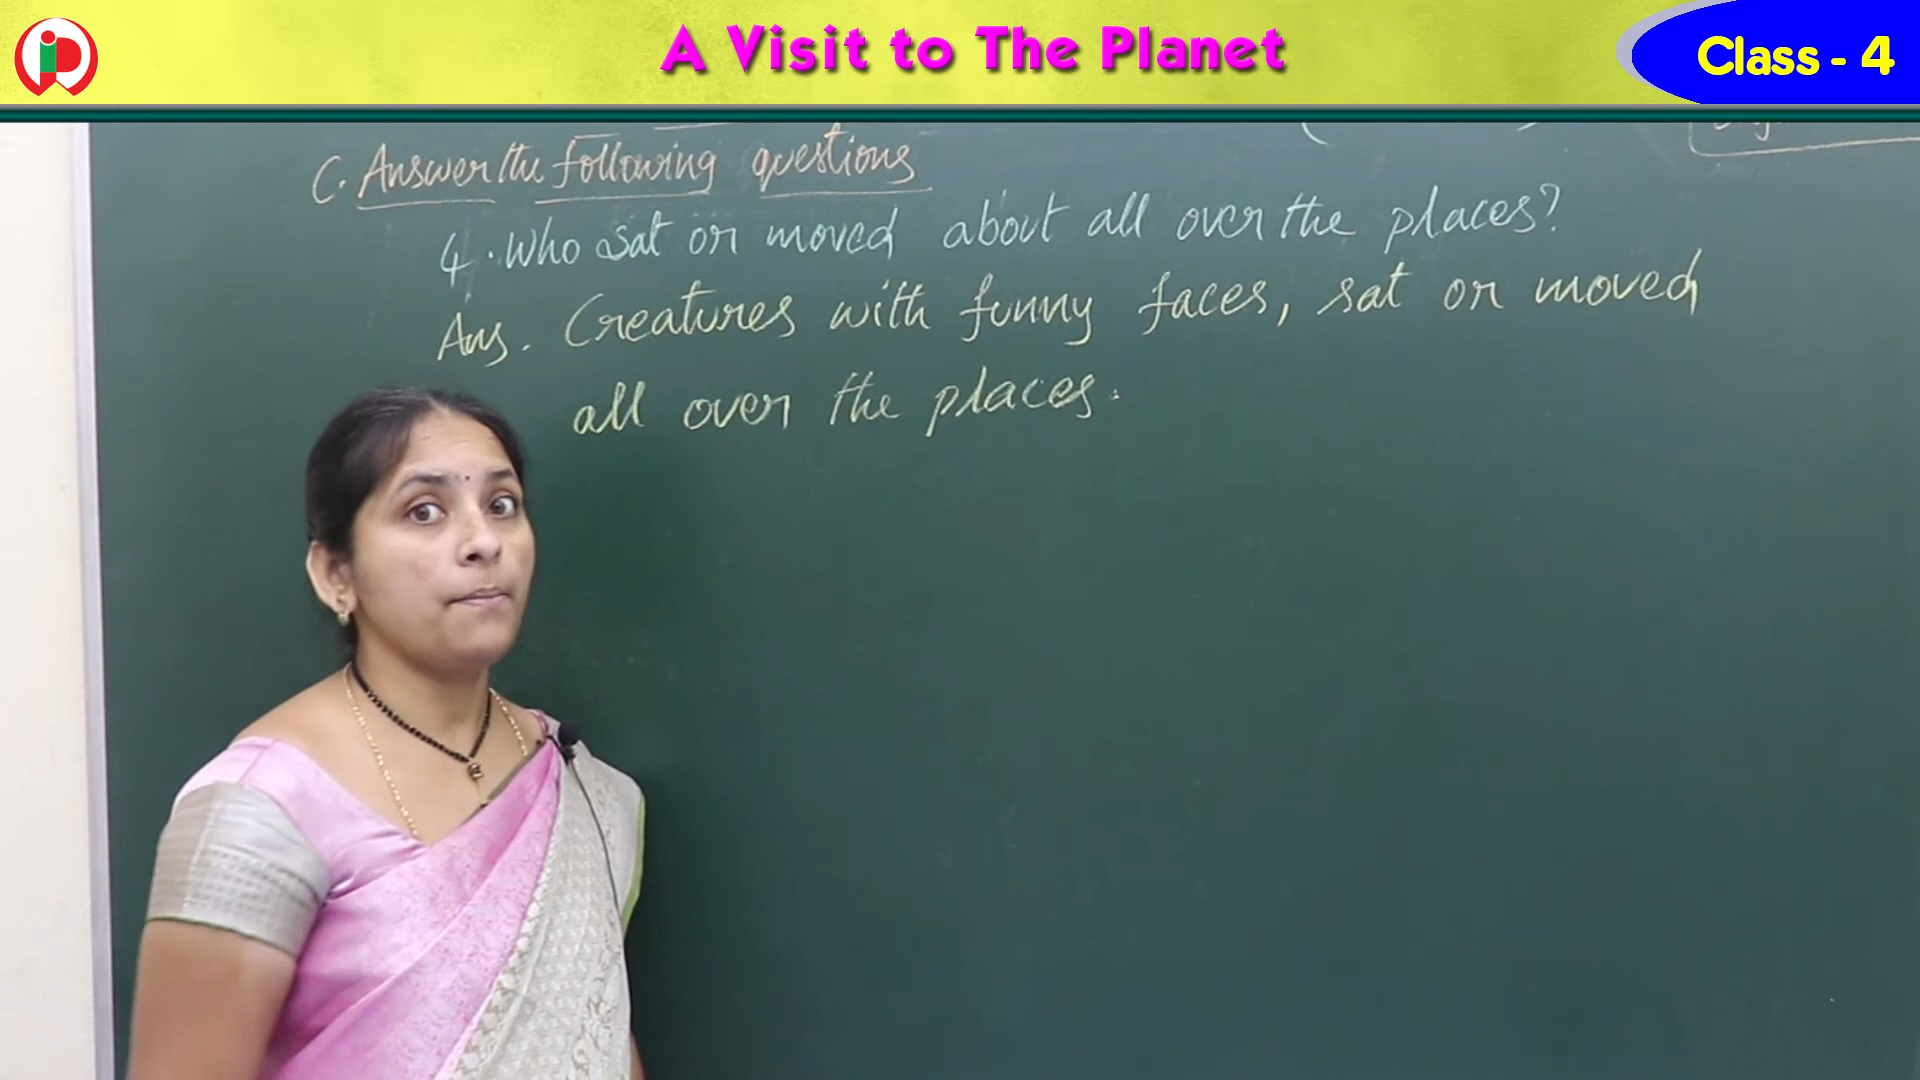 A Visit to The Planet
Class - 4
C. Answer the following questions
4. Who sat or moved about all over the places?
Ans. Creatures with funny faces, sat or moved
all over the places.